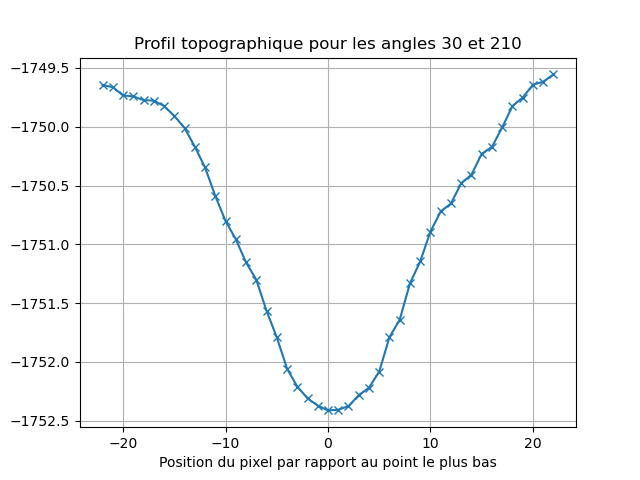 Profil topographique pour les angles 30 et 210
−1749.5
−1750.0
−1750.5
−1751.0
−1751.5
−1752.0
−1752.5
−20 −10 0 10 20
Position du pixel par rapport au point le plus bas